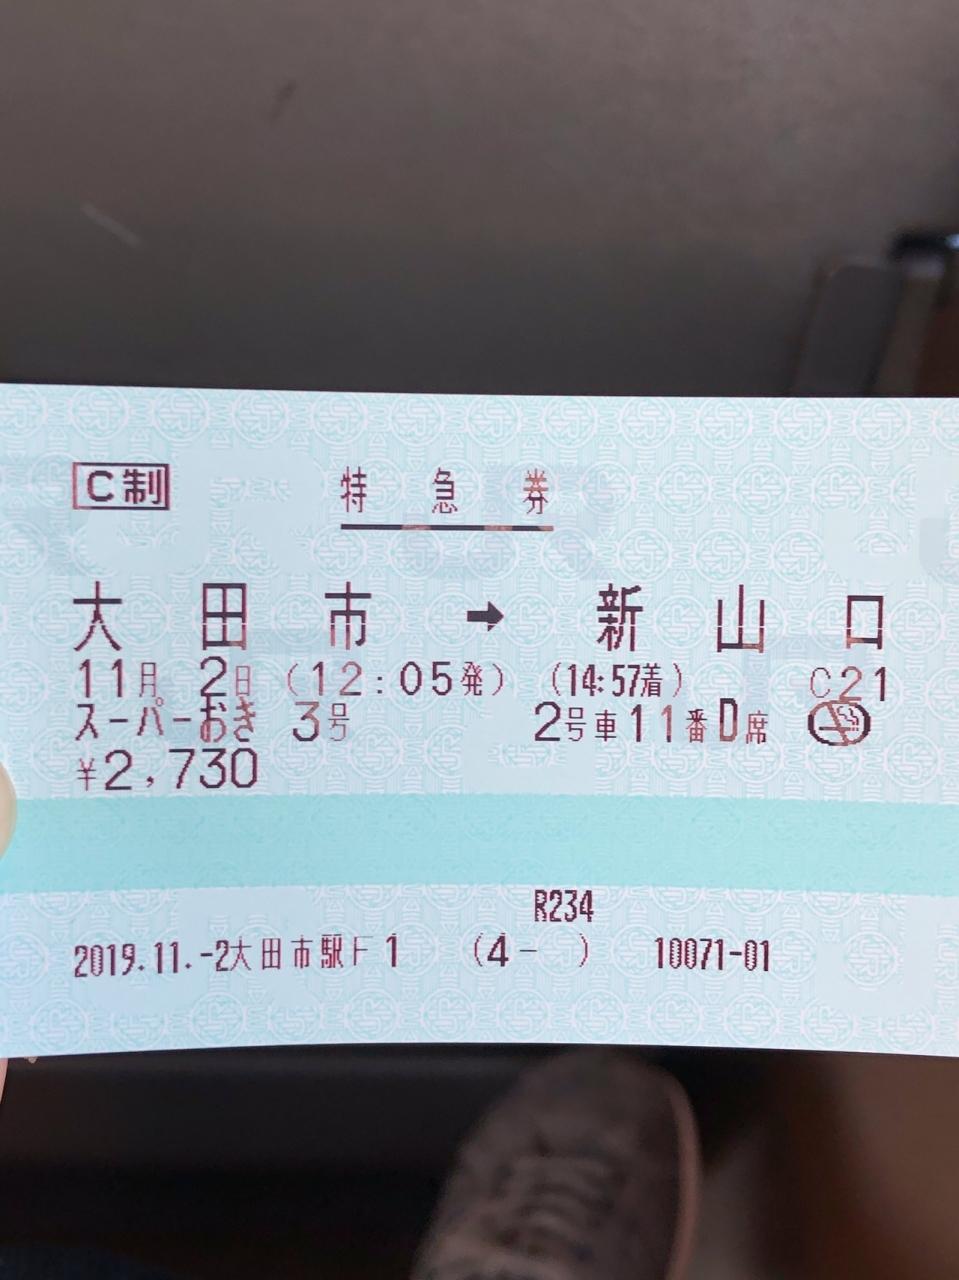 C制 特急券
大田市 ➡ 新山口
11月 2日 (12:05発) (14:57着) C21
スーパーおき 3号 2号車11番D席
¥2,730
R234
2019.11.-2大田市駅F1 (4- ) 10071-01